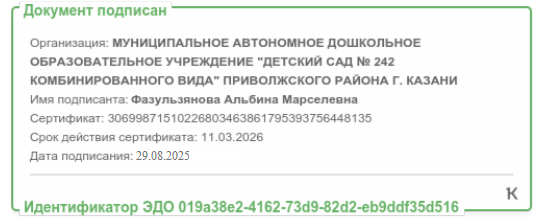 Документ подписан
Организация: МУНИЦИПАЛЬНОЕ АВТОНОМНОЕ ДОШКОЛЬНОЕ
ОБРАЗОВАТЕЛЬНОЕ УЧРЕЖДЕНИЕ "ДЕТСКИЙ САД № 242
КОМБИНИРОВАННОГО ВИДА" ПРИВОЛЖСКОГО РАЙОНА Г. КАЗАНИ
Имя подписанта: Фазульзянова Альбина Марселевна
Сертификат: 30699871510226803463861795393756448135
Срок действия сертификата: 11.03.2026
Дата подписания: 29.08.2025
К
Идентификатор ЭДО 019a38e2-4162-73d9-82d2-eb9ddf35d516